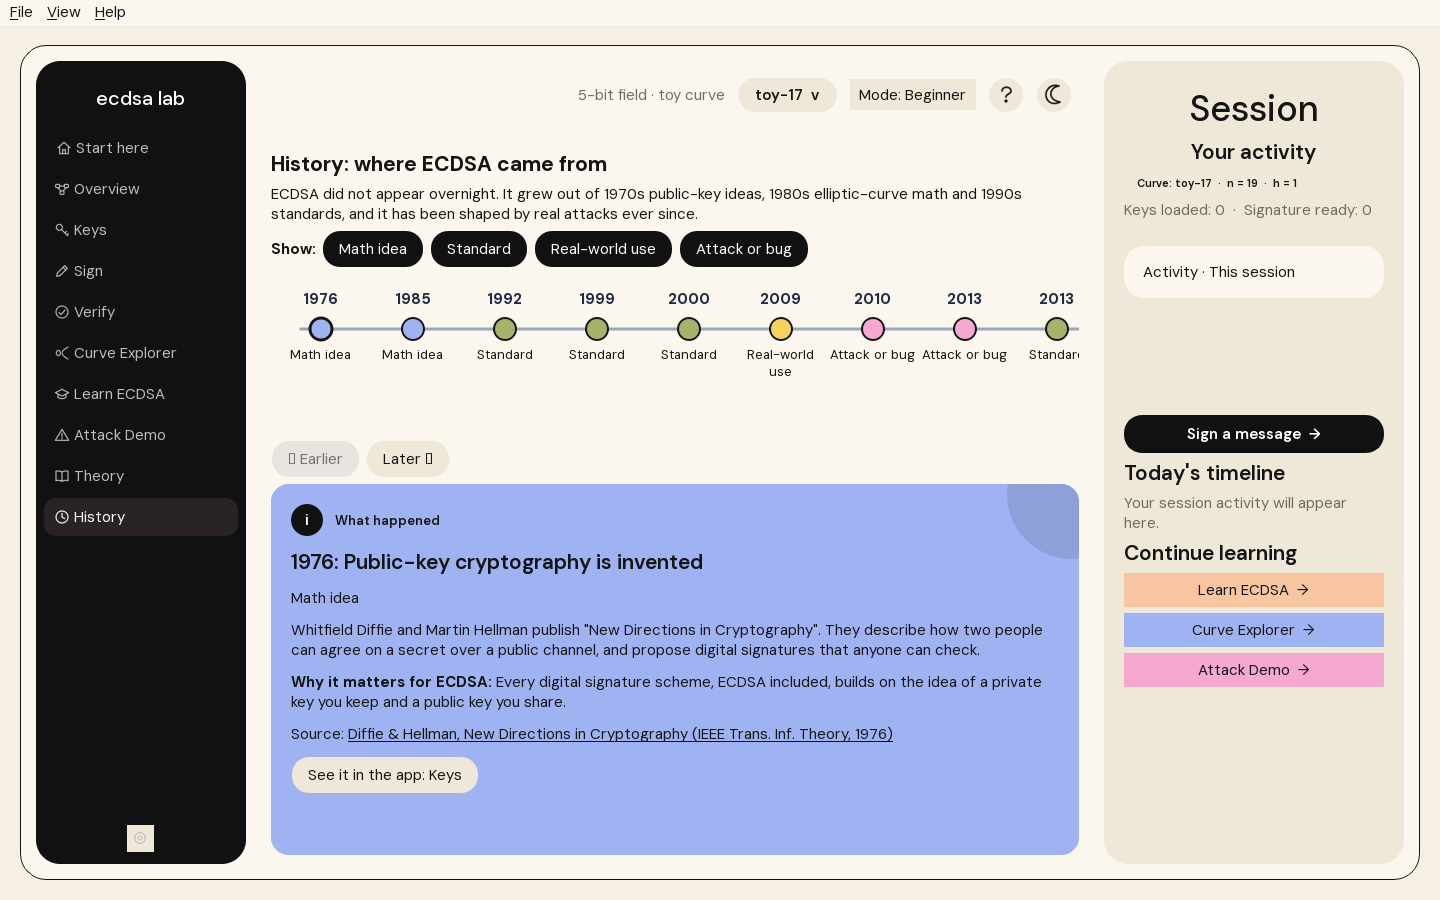 File View Help
ecdsa lab
Start here
Overview
Keys
Sign
Verify
Curve Explorer
Learn ECDSA
Attack Demo
Theory
History
5-bit field · toy curve
toy-17 v
Mode: Beginner
?
History: where ECDSA came from
ECDSA did not appear overnight. It grew out of 1970s public-key ideas, 1980s elliptic-curve math and 1990s
standards, and it has been shaped by real attacks ever since.
Show: Math idea Standard Real-world use Attack or bug
1976 1985 1992 1999 2000 2009 2010 2013 2013
Math idea Math idea Standard Standard Standard Real-world Attack or bug Attack or bug Standard
use
Earlier Later
i What happened
1976: Public-key cryptography is invented
Math idea
Whitfield Diffie and Martin Hellman publish "New Directions in Cryptography". They describe how two people
can agree on a secret over a public channel, and propose digital signatures that anyone can check.
Why it matters for ECDSA: Every digital signature scheme, ECDSA included, builds on the idea of a private
key you keep and a public key you share.
Source: Diffie & Hellman, New Directions in Cryptography (IEEE Trans. Inf. Theory, 1976)
See it in the app: Keys
Session
Your activity
Curve: toy-17 · n = 19 · h = 1
Keys loaded: 0 · Signature ready: 0
Activity · This session
Sign a message →
Today's timeline
Your session activity will appear
here.
Continue learning
Learn ECDSA →
Curve Explorer →
Attack Demo →